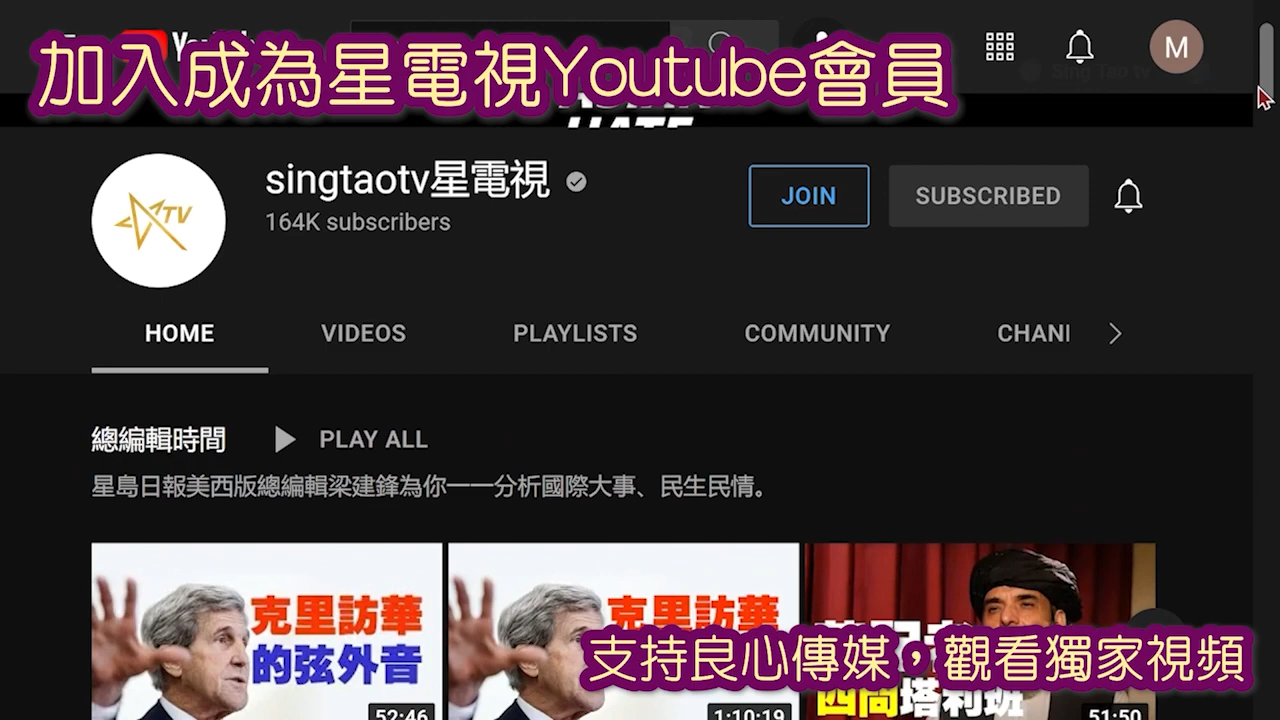 加入成為星電視Youtube會員
M
HATE
TV
singtaotv星電視
164K subscribers
JOIN
SUBSCRIBED
HOME
VIDEOS
PLAYLISTS
COMMUNITY
CHANI
總編輯時間
PLAY ALL
星島日報美西版總編輯梁建鋒為你一一分析國際大事、民生民情。
克里訪華
的弦外音
52:46
克里訪華
1:10:19
塔利班
51:50
支持良心傳媒，觀看獨家視頻